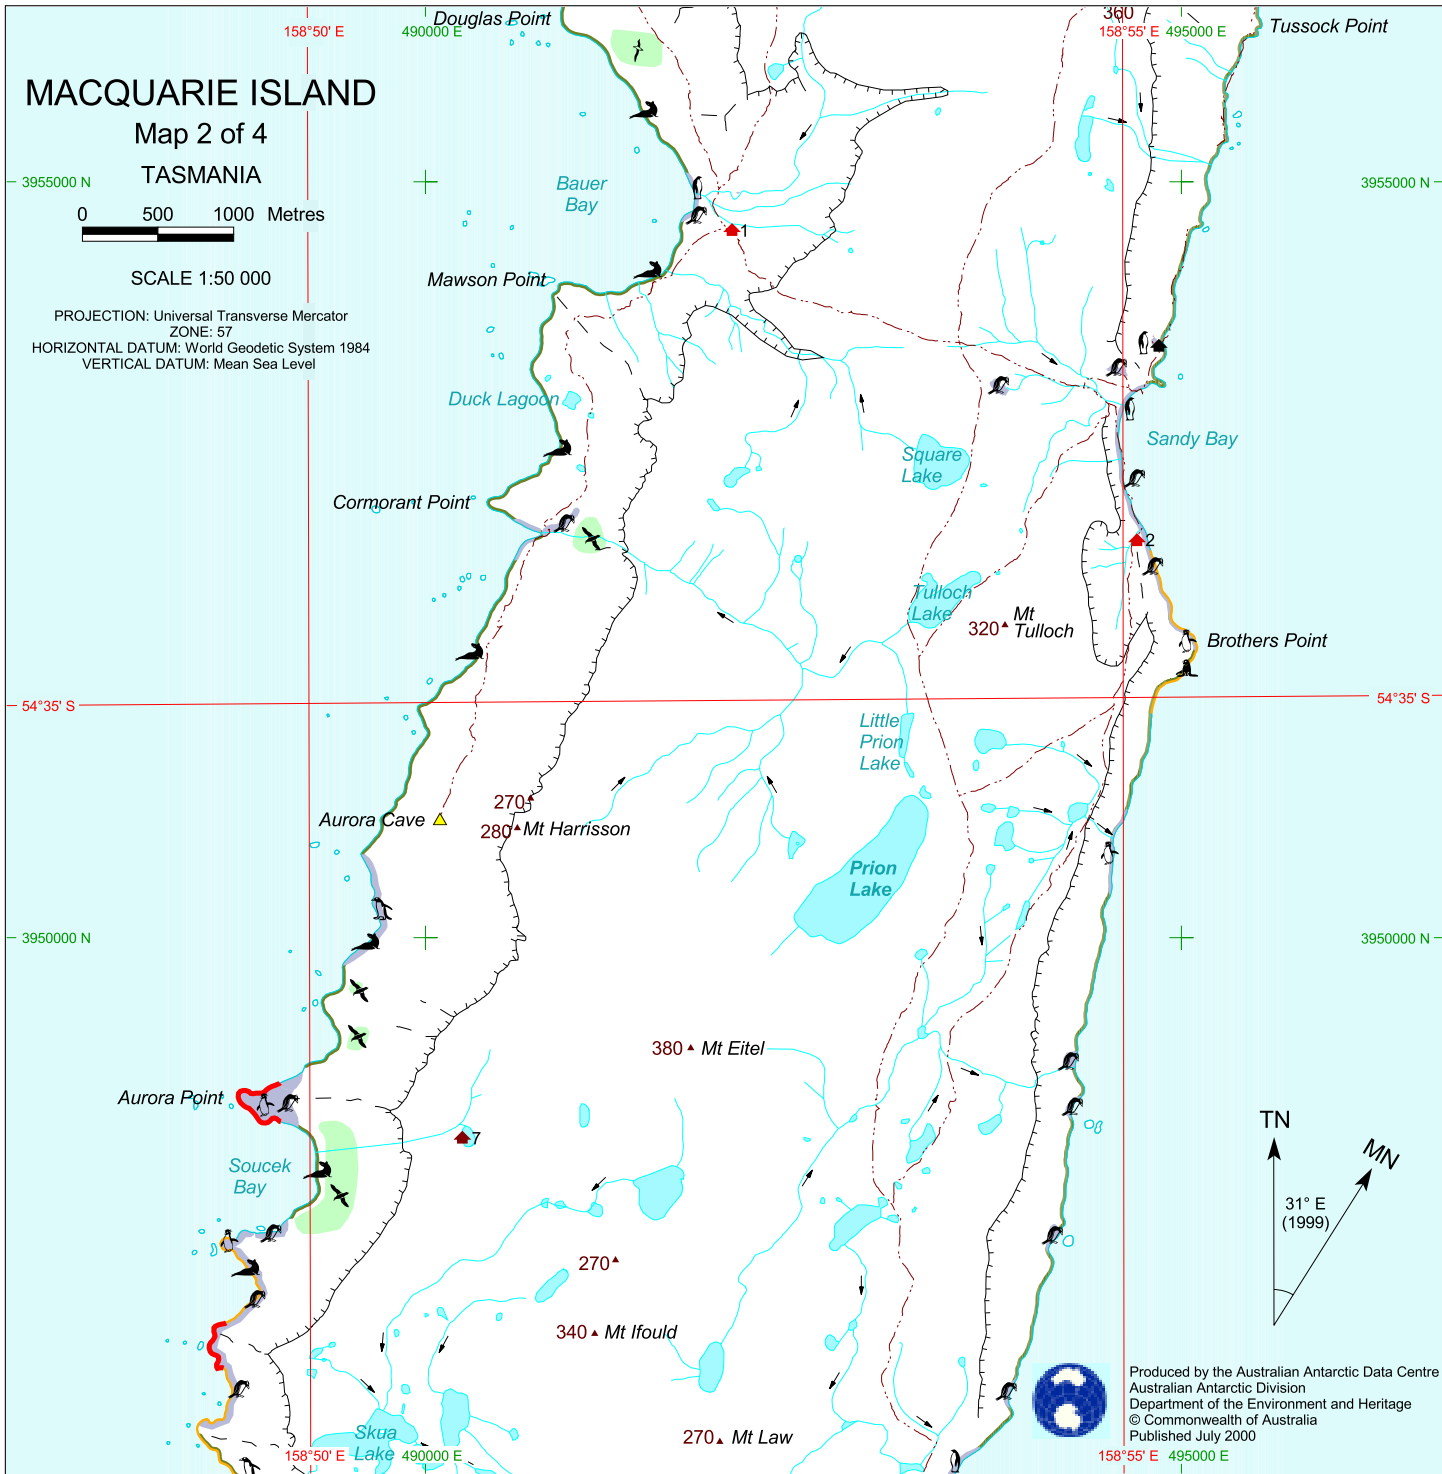 Douglas Point
360
Tussock Point
158°50' E
490000 E
158°55' E
495000 E
MACQUARIE ISLAND
Map 2 of 4
TASMANIA
0 500 1000 Metres
SCALE 1:50 000
PROJECTION: Universal Transverse Mercator
ZONE: 57
HORIZONTAL DATUM: World Geodetic System 1984
VERTICAL DATUM: Mean Sea Level
3955000 N
3955000 N
Bauer
Bay
1
Mawson Point
Duck Lagoon
Sandy Bay
Square
Lake
Cormorant Point
2
Tulloch
Lake
320
Mt
Tulloch
Brothers Point
54°35' S
54°35' S
Little
Prion
Lake
270
Aurora Cave
280
Mt Harrisson
Prion
Lake
3950000 N
3950000 N
380
Mt Eitel
Aurora Point
7
Soucek
Bay
TN
MN
31° E
(1999)
270
340
Mt Ifould
270
Mt Law
Skua
Lake
158°50' E
490000 E
158°55' E
495000 E
Produced by the Australian Antarctic Data Centre
Australian Antarctic Division
Department of the Environment and Heritage
© Commonwealth of Australia
Published July 2000